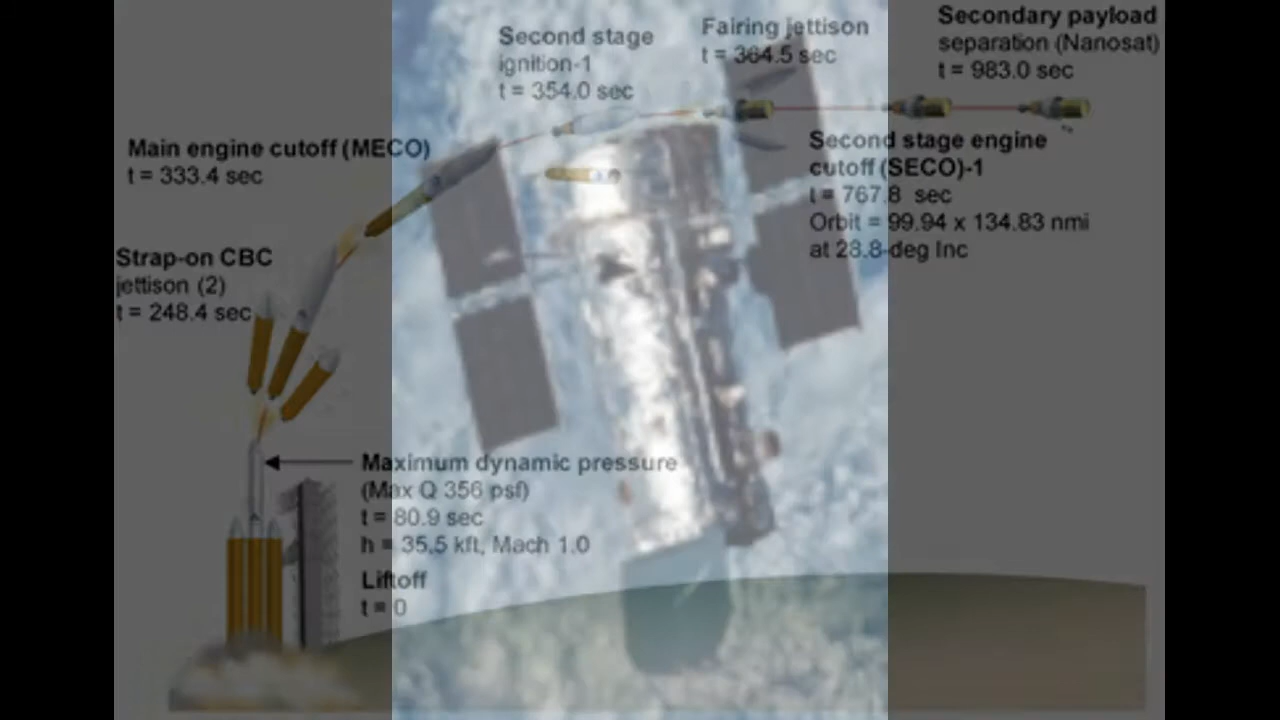 Second stage
ignition-1
t = 354.0 sec
Fairing jettison
t = 364.5 sec
Secondary payload
separation (Nanosat)
t = 983.0 sec
Main engine cutoff (MECO)
t = 333.4 sec
Second stage engine
cutoff (SECO)-1
t = 767.8 sec
Orbit = 99.94 x 134.83 nmi
at 28.8-deg Inc
Strap-on CBC
jettison (2)
t = 248.4 sec
Maximum dynamic pressure
(Max Q 356 psf)
t = 80.9 sec
h = 35.5 kft, Mach 1.0
Liftoff
t = 0